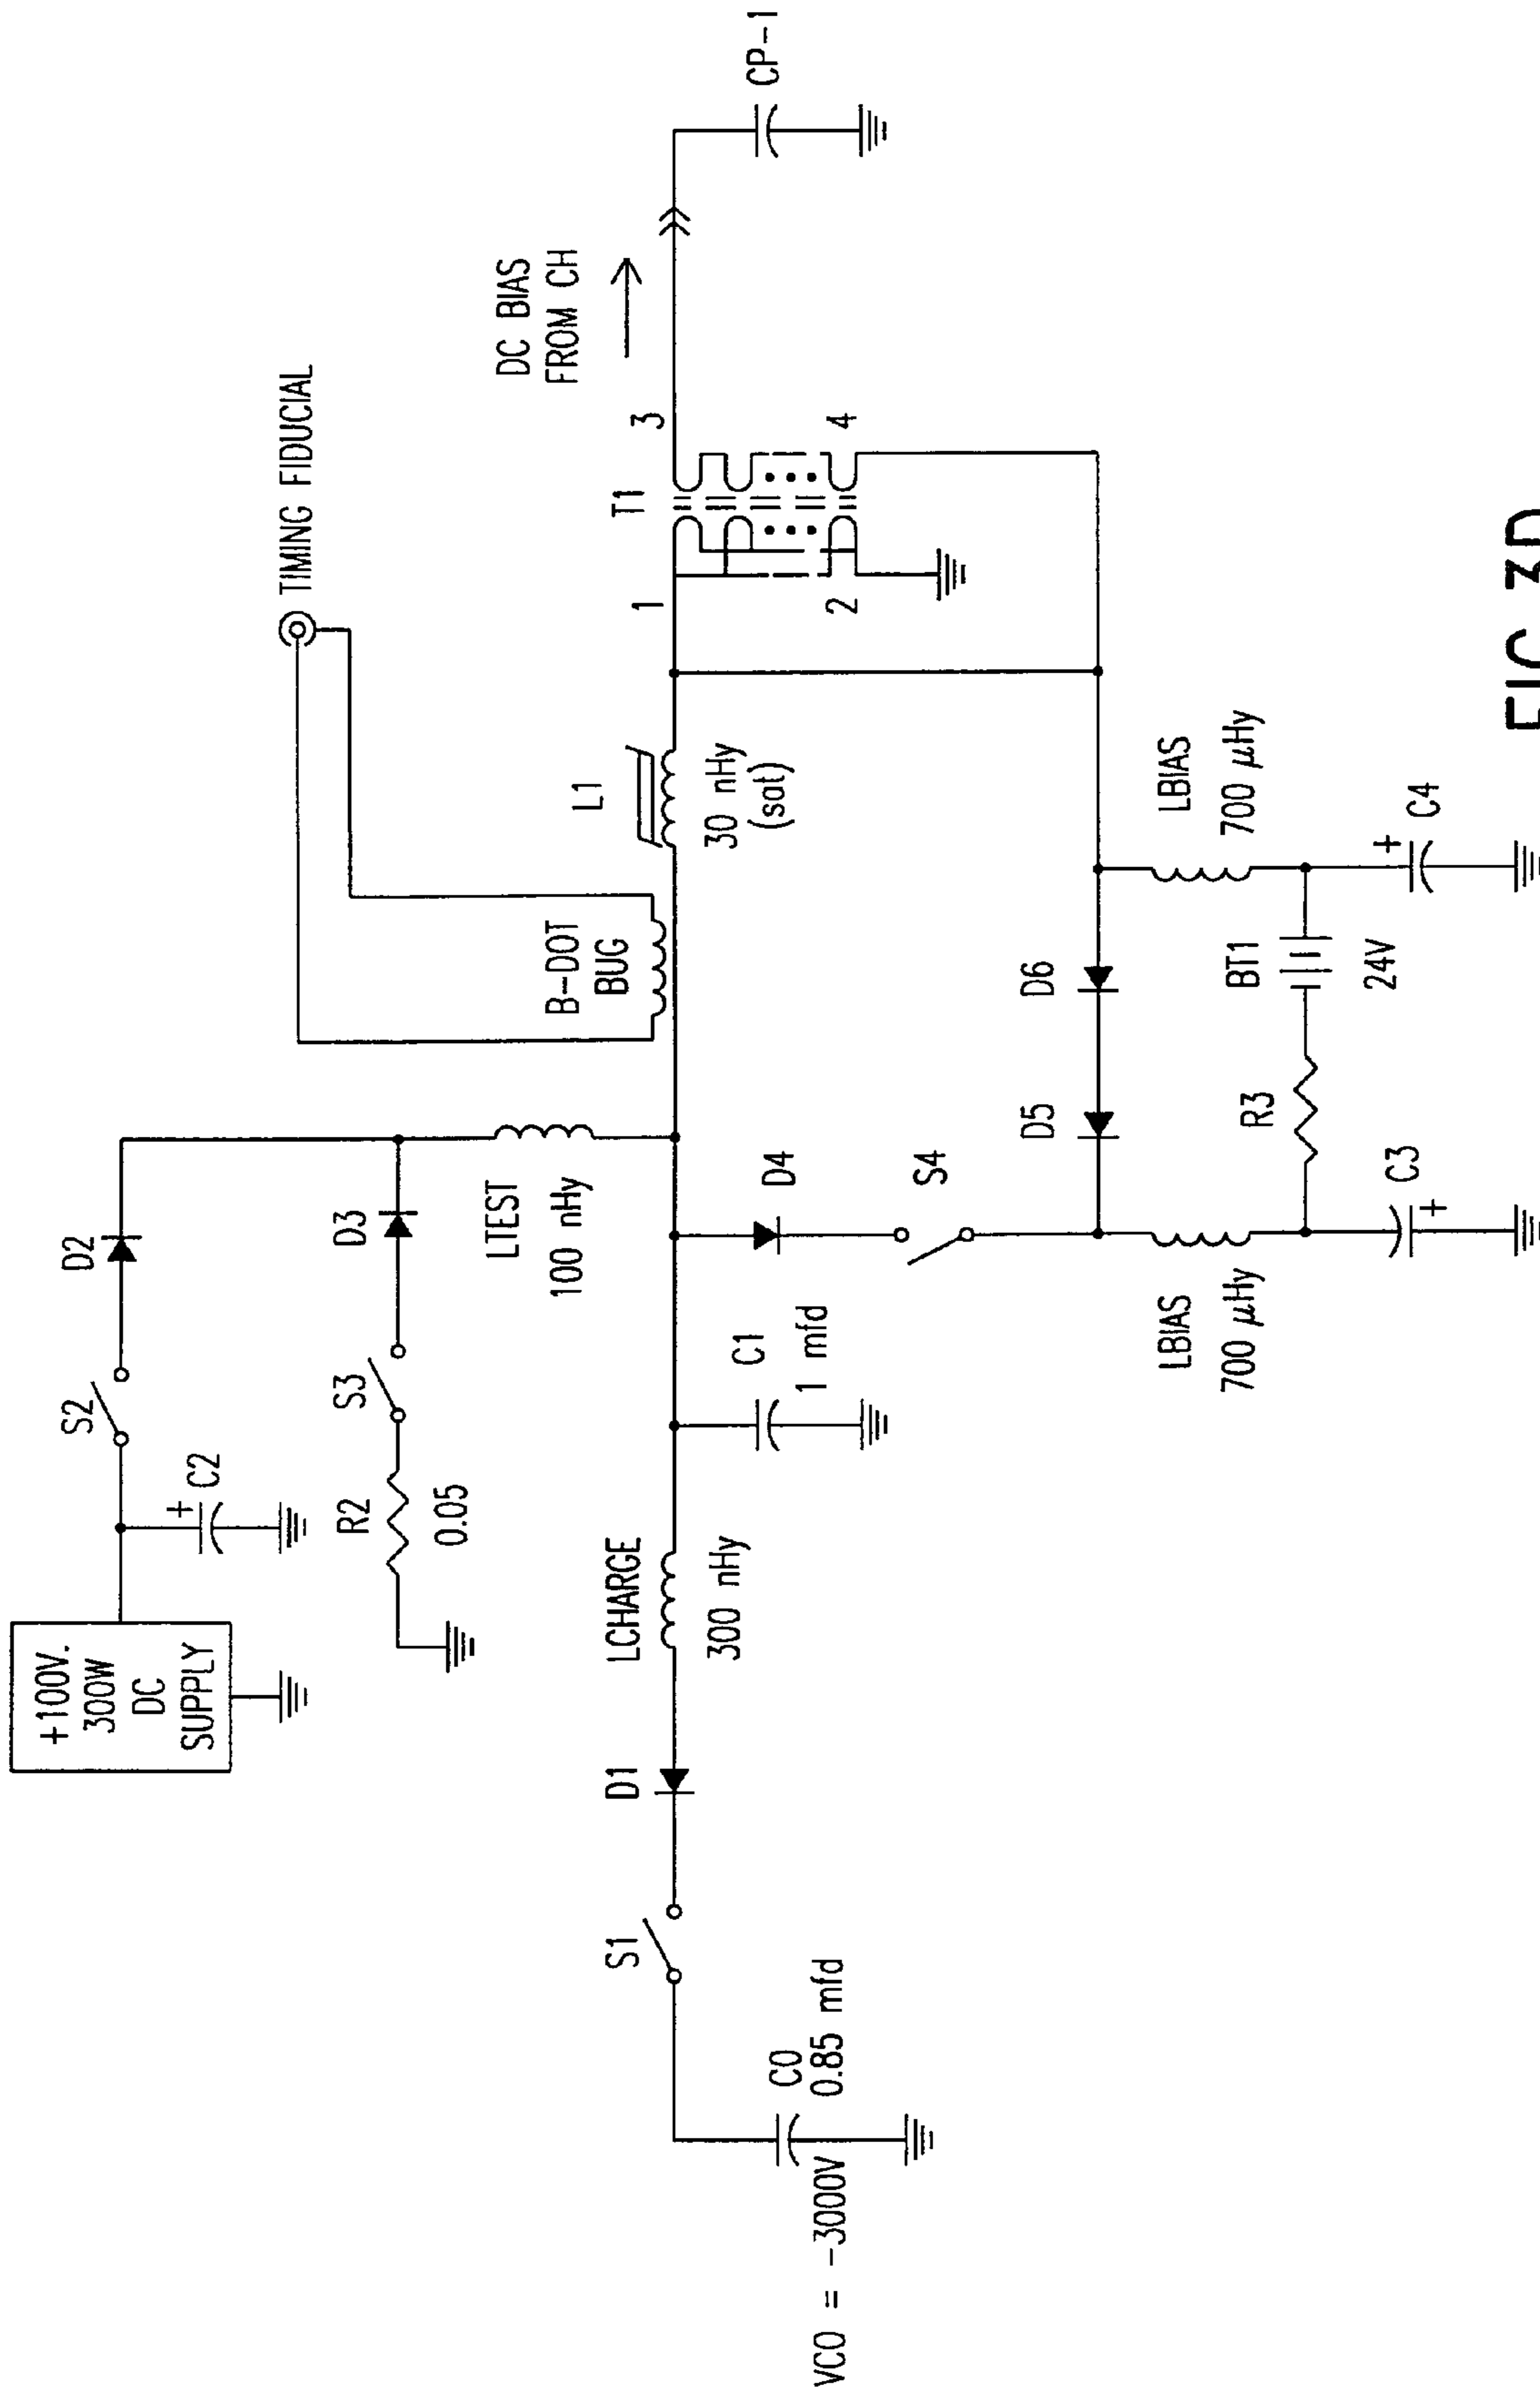 +100V.
300W
DC
SUPPLY
C2
S2
D2
R2
0.05
S3
D3
LTEST
100 nHy
TIMING FIDUCIAL
B-DOT
BUG
L1
30 nHy
(sat)
T1
1
2
3
4
DC BIAS
FROM CH
CP-1
VCO = -3000V
C0
0.85 mfd
S1
D1
LCHARGE
300 nHy
C1
1 mfd
D4
S4
D5
D6
LBIAS
700 µHy
LBIAS
700 µHy
R3
BT1
24V
C3
+
C4
+
+